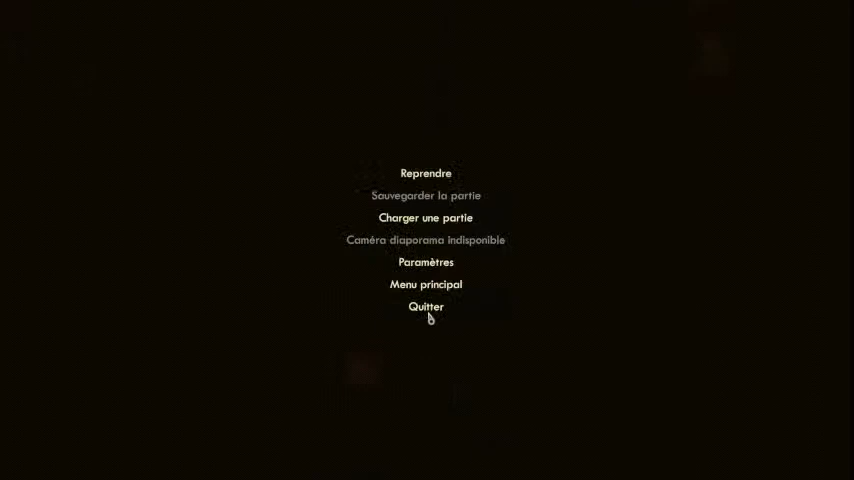 Reprendre
Sauvegarder la partie
Charger une partie
Caméra diaporama indisponible
Paramètres
Menu principal
Quitter